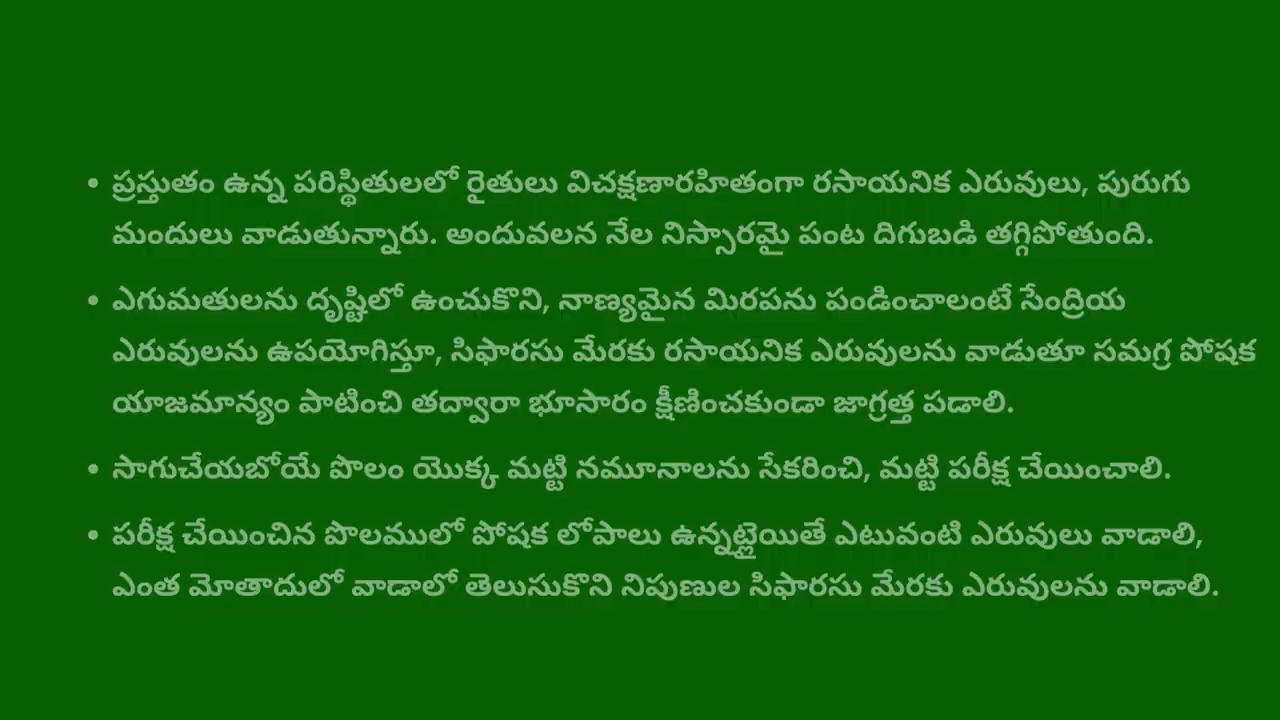 • ప్రస్తుతం ఉన్న పరిస్థితులలో రైతులు విచక్షణారహితంగా రసాయనిక ఎరువులు, పురుగు
మందులు వాడుతున్నారు. అందువలన నేల నిస్సారమై పంట దిగుబడి తగ్గిపోతుంది.
• ఎగుమతులను దృష్టిలో ఉంచుకొని, నాణ్యమైన మిరపను పండించాలంటే సేంద్రియ
ఎరువులను ఉపయోగిస్తూ, సిఫారసు మేరకు రసాయనిక ఎరువులను వాడుతూ సమగ్ర పోషక
యాజమాన్యం పాటించి తద్వారా భూసారం క్షీణించకుండా జాగ్రత్త పడాలి.
• సాగుచేయబోయే పొలం యొక్క మట్టి నమూనాలను సేకరించి, మట్టి పరీక్ష చేయించాలి.
• పరీక్ష చేయించిన పొలములో పోషక లోపాలు ఉన్నట్లైయితే ఎటువంటి ఎరువులు వాడాలి,
ఎంత మోతాదులో వాడాలో తెలుసుకొని నిపుణుల సిఫారసు మేరకు ఎరువులను వాడాలి.